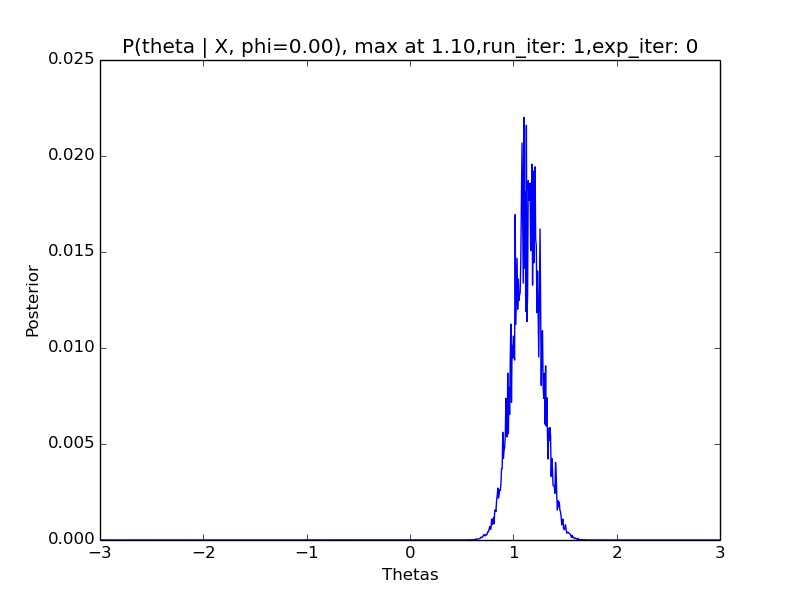 P(theta | X, phi=0.00), max at 1.10,run_iter: 1,exp_iter: 0
0.025
0.020
0.015
0.010
0.005
0.000
Posterior
−3 −2 −1 0 1 2 3
Thetas